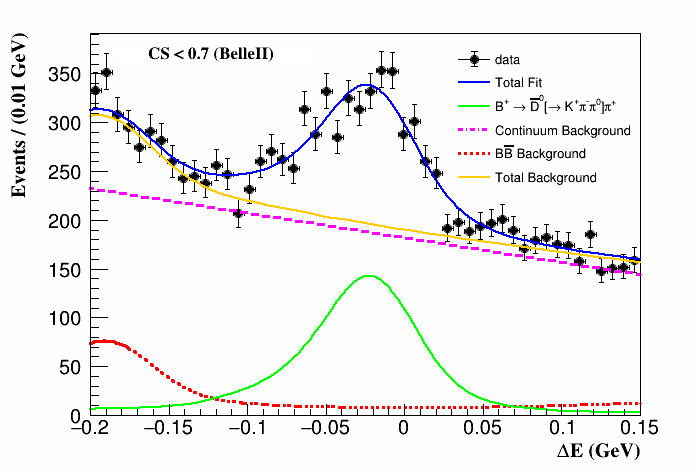 CS < 0.7 (BelleII)
Events / (0.01 GeV)
350
300
250
200
150
100
50
0
data
Total Fit
B⁺ → D̅⁰[→ K⁺π⁻π⁰]π⁺
Continuum Background
BB̅ Background
Total Background
−0.2 −0.15 −0.1 −0.05 0 0.05 0.1 0.15
ΔE (GeV)